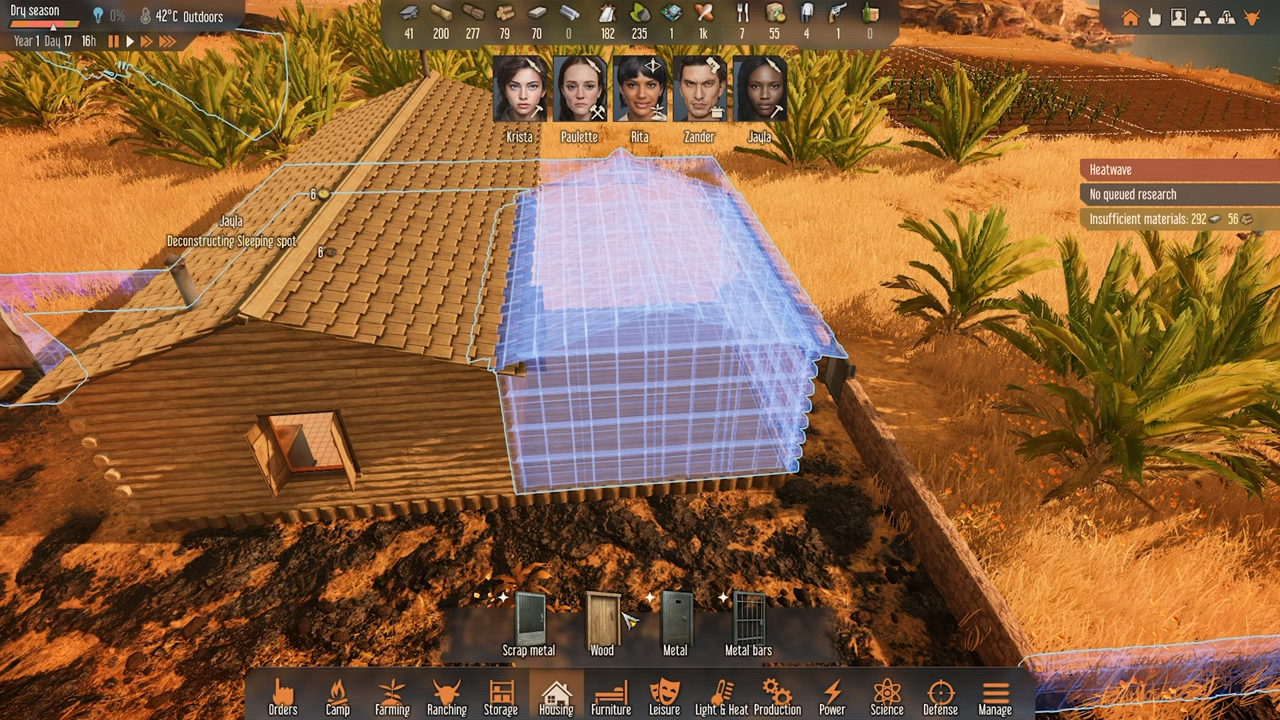 Dry season
0%
42°C Outdoors
Year 1 Day 17 16h
41 200 277 79 70 0 182 235 1 1k 7 55 4 1 0
Krista Paulette Rita Zander Jayla
Heatwave
No queued research
Insufficient materials: 292 56
6
Jayla
Deconstructing Sleeping spot
6
Scrap metal Wood Metal Metal bars
Orders Camp Farming Ranching Storage Housing Furniture Leisure Light & Heat Production Power Science Defense Manage